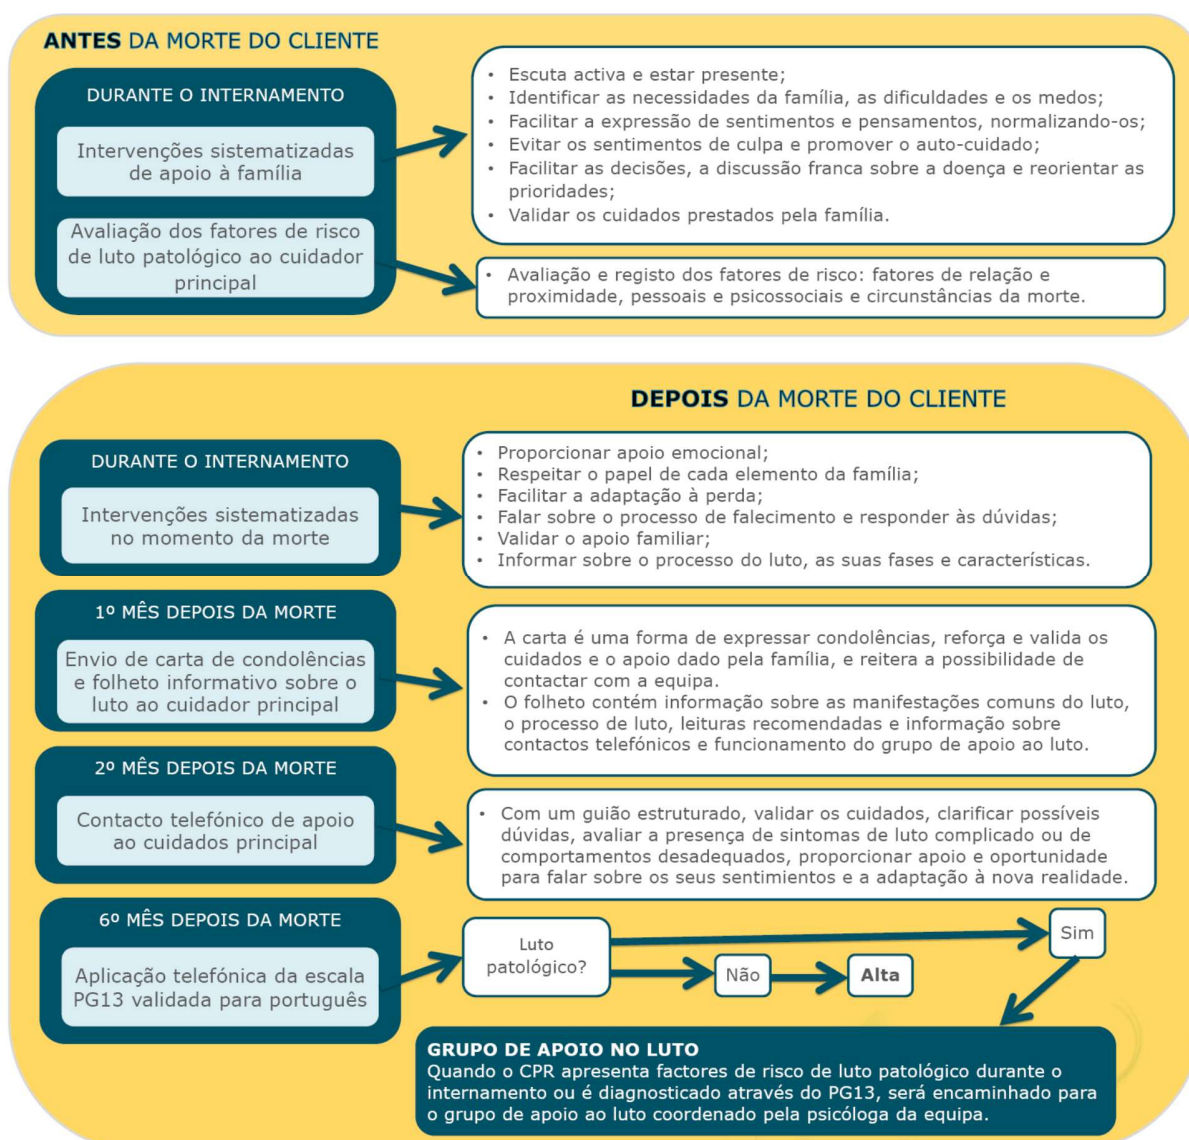 ANTES DA MORTE DO CLIENTE
DURANTE O INTERNAMENTO
Intervenções sistematizadas
de apoio à família
• Escuta activa e estar presente;
• Identificar as necessidades da família, as dificuldades e os medos;
• Facilitar a expressão de sentimentos e pensamentos, normalizando-os;
• Evitar os sentimentos de culpa e promover o auto-cuidado;
• Facilitar as decisões, a discussão franca sobre a doença e reorientar as
prioridades;
• Validar os cuidados prestados pela família.
Avaliação dos fatores de risco
de luto patológico ao cuidador
principal
• Avaliação e registo dos fatores de risco: fatores de relação e
proximidade, pessoais e psicossociais e circunstâncias da morte.
DEPOIS DA MORTE DO CLIENTE
DURANTE O INTERNAMENTO
Intervenções sistematizadas
no momento da morte
• Proporcionar apoio emocional;
• Respeitar o papel de cada elemento da família;
• Facilitar a adaptação à perda;
• Falar sobre o processo de falecimento e responder às dúvidas;
• Validar o apoio familiar;
• Informar sobre o processo do luto, as suas fases e características.
1º MÊS DEPOIS DA MORTE
Envio de carta de condolências
e folheto informativo sobre o
luto ao cuidador principal
• A carta é uma forma de expressar condolências, reforça e valida os
cuidados e o apoio dado pela família, e reitera a possibilidade de
contactar com a equipa.
• O folheto contém informação sobre as manifestações comuns do luto,
o processo de luto, leituras recomendadas e informação sobre
contactos telefónicos e funcionamento do grupo de apoio ao luto.
2º MÊS DEPOIS DA MORTE
Contacto telefónico de apoio
ao cuidados principal
• Com um guião estruturado, validar os cuidados, clarificar possíveis
dúvidas, avaliar a presença de sintomas de luto complicado ou de
comportamentos desadequados, proporcionar apoio e oportunidade
para falar sobre os seus sentimientos e a adaptação à nova realidade.
6º MÊS DEPOIS DA MORTE
Aplicação telefónica da escala
PG13 validada para português
Luto
patológico?
Sim
Não
Alta
GRUPO DE APOIO NO LUTO
Quando o CPR apresenta factores de risco de luto patológico durante o
internamento ou é diagnosticado através do PG13, será encaminhado para
o grupo de apoio ao luto coordenado pela psicóloga da equipa.